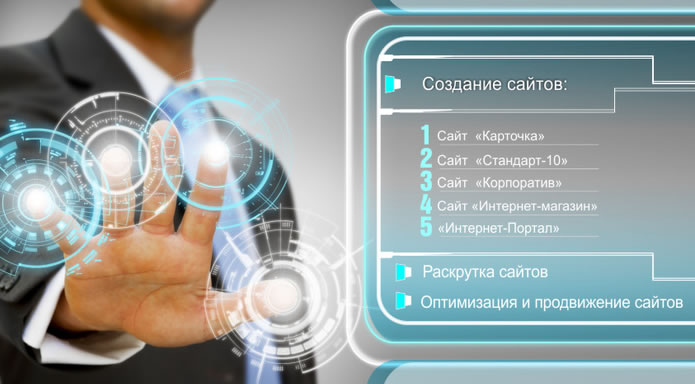 Создание сайтов:
1 Сайт «Карточка»
2 Сайт «Стандарт-10»
3 Сайт «Корпоратив»
4 Сайт «Интернет-магазин»
5 «Интернет-Портал»
Раскрутка сайтов
Оптимизация и продвижение сайтов